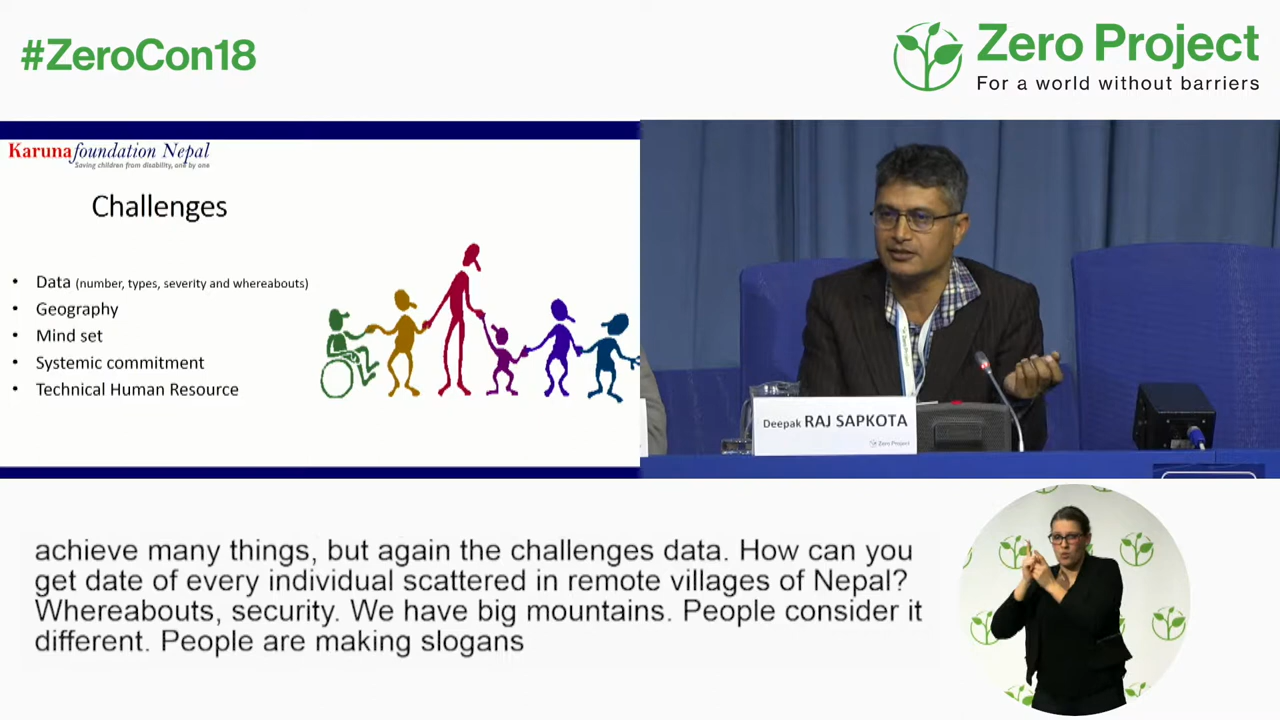 #ZeroCon18
Zero Project
For a world without barriers
Karunafoundation Nepal
Saving children from disability, one by one
Challenges
• Data (number, types, severity and whereabouts)
• Geography
• Mind set
• Systemic commitment
• Technical Human Resource
Deepak RAJ SAPKOTA
Zero Project
achieve many things, but again the challenges data. How can you
get date of every individual scattered in remote villages of Nepal?
Whereabouts, security. We have big mountains. People consider it
different. People are making slogans